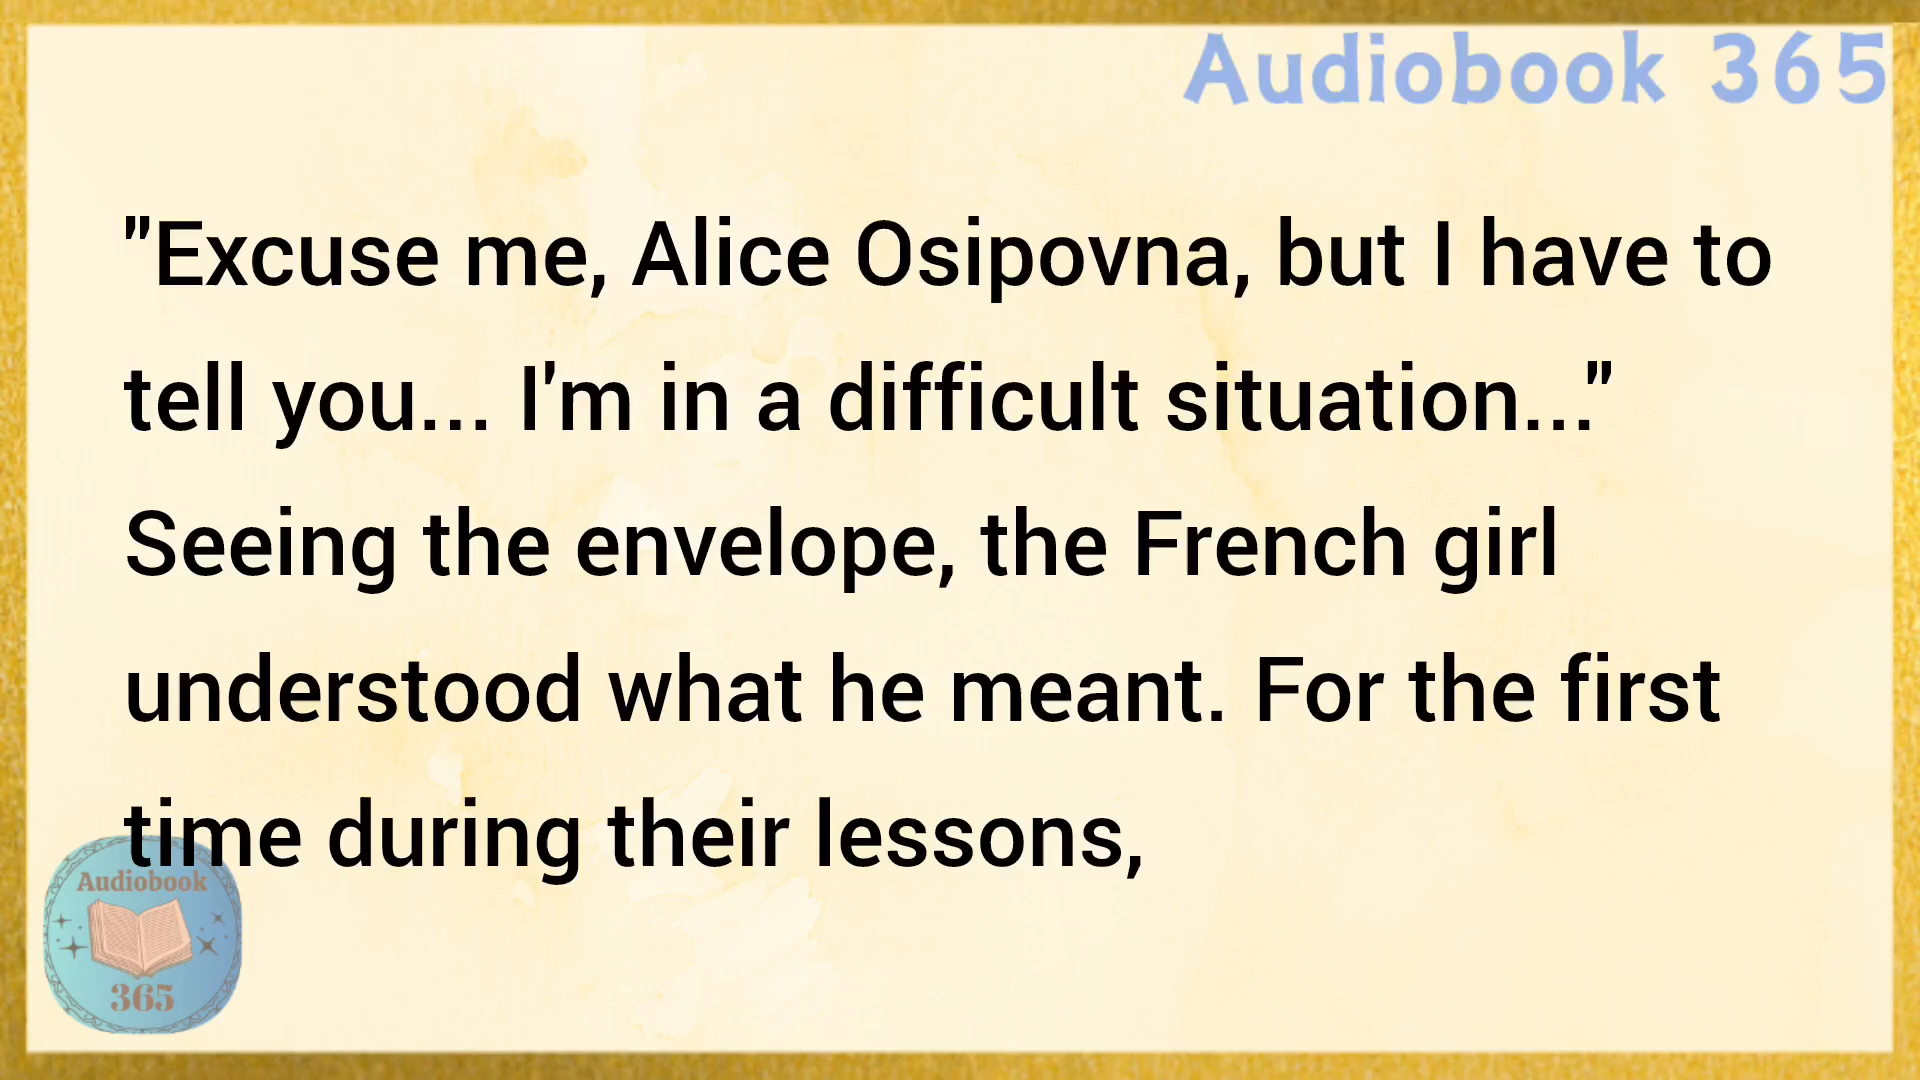 Audiobook 365
"Excuse me, Alice Osipovna, but I have to
tell you... I'm in a difficult situation..."
Seeing the envelope, the French girl
understood what he meant. For the first
time during their lessons,
Audiobook
365